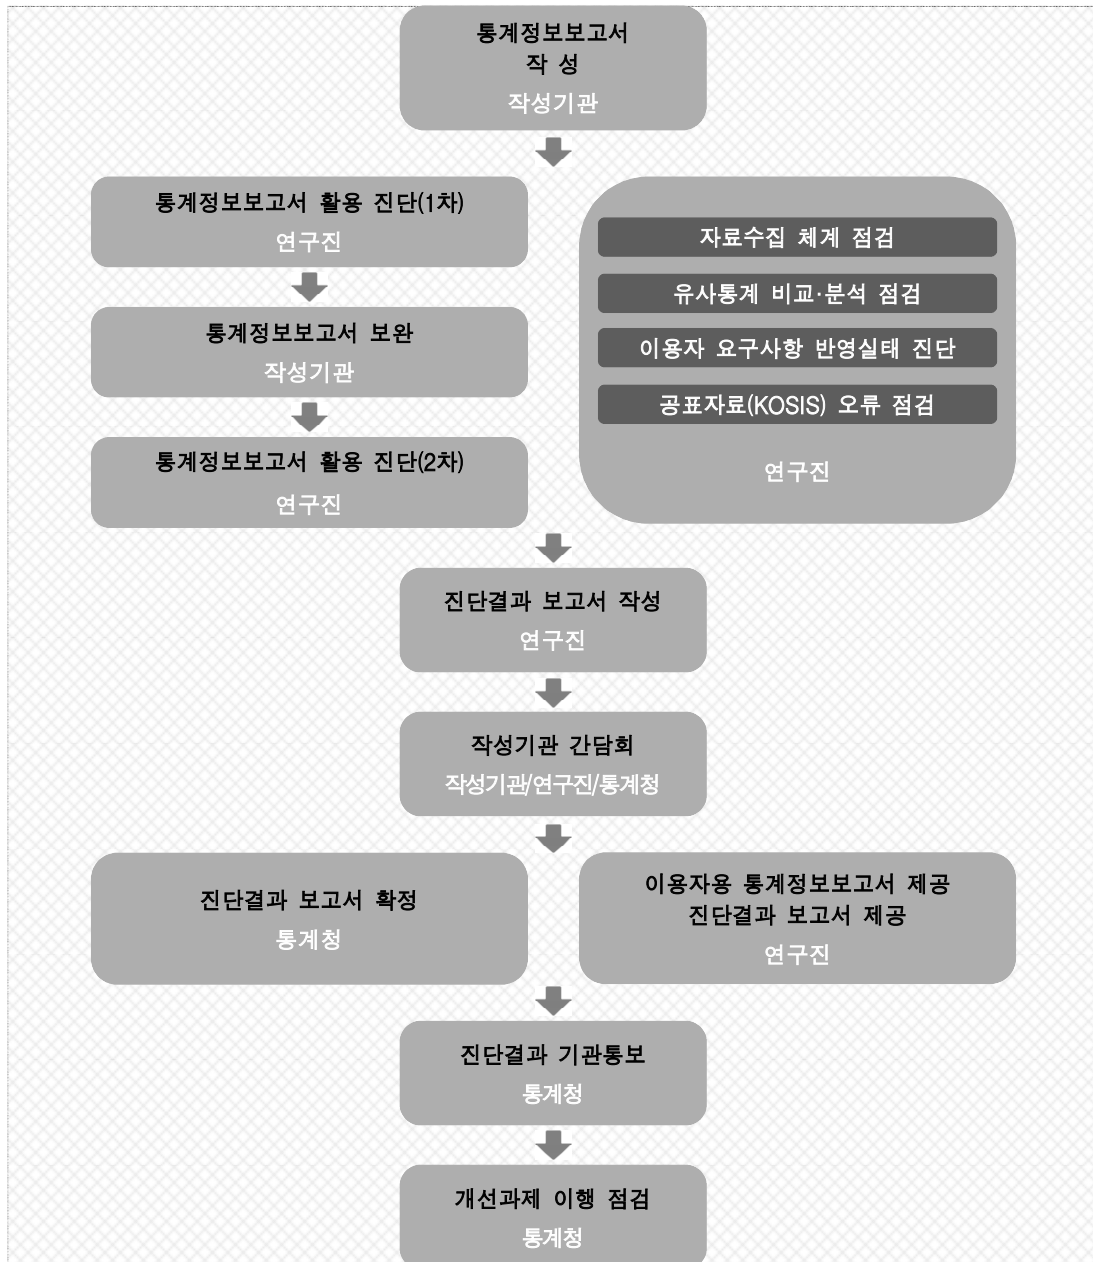 통계정보보고서
작 성
작성기관
통계정보보고서 활용 진단(1차)
연구진
통계정보보고서 보완
작성기관
통계정보보고서 활용 진단(2차)
연구진
자료수집 체계 점검
유사통계 비교·분석 점검
이용자 요구사항 반영실태 진단
공표자료(KOSIS) 오류 점검
연구진
진단결과 보고서 작성
연구진
작성기관 간담회
작성기관/연구진/통계청
진단결과 보고서 확정
통계청
이용자용 통계정보보고서 제공
진단결과 보고서 제공
연구진
진단결과 기관통보
통계청
개선과제 이행 점검
통계청